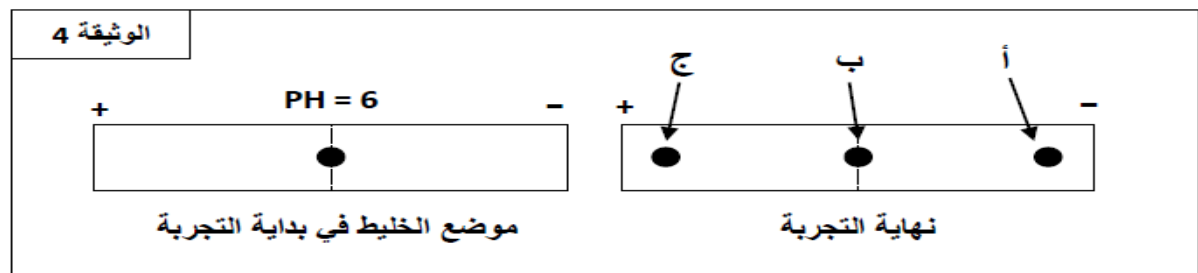 الوثيقة 4
أ ب ج
+ PH = 6 −
+ −
موضع الخليط في بداية التجربة
نهاية التجربة